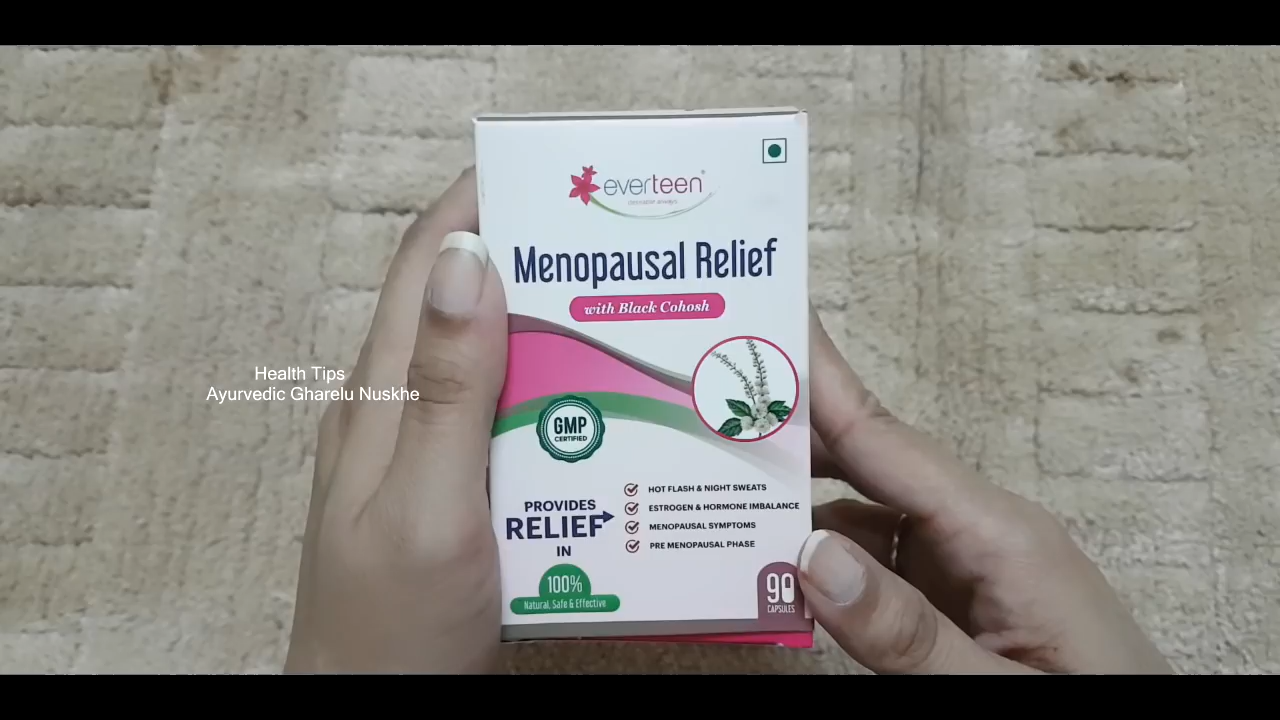 everteen®
Menopausal Relief
with Black Cohosh
Health Tips
Ayurvedic Gharelu Nuskhe
GMP
CERTIFIED
PROVIDES
RELIEF
IN
HOT FLASH & NIGHT SWEATS
ESTROGEN & HORMONE IMBALANCE
MENOPAUSAL SYMPTOMS
PRE MENOPAUSAL PHASE
100%
Natural, Safe & Effective
90
CAPSULES